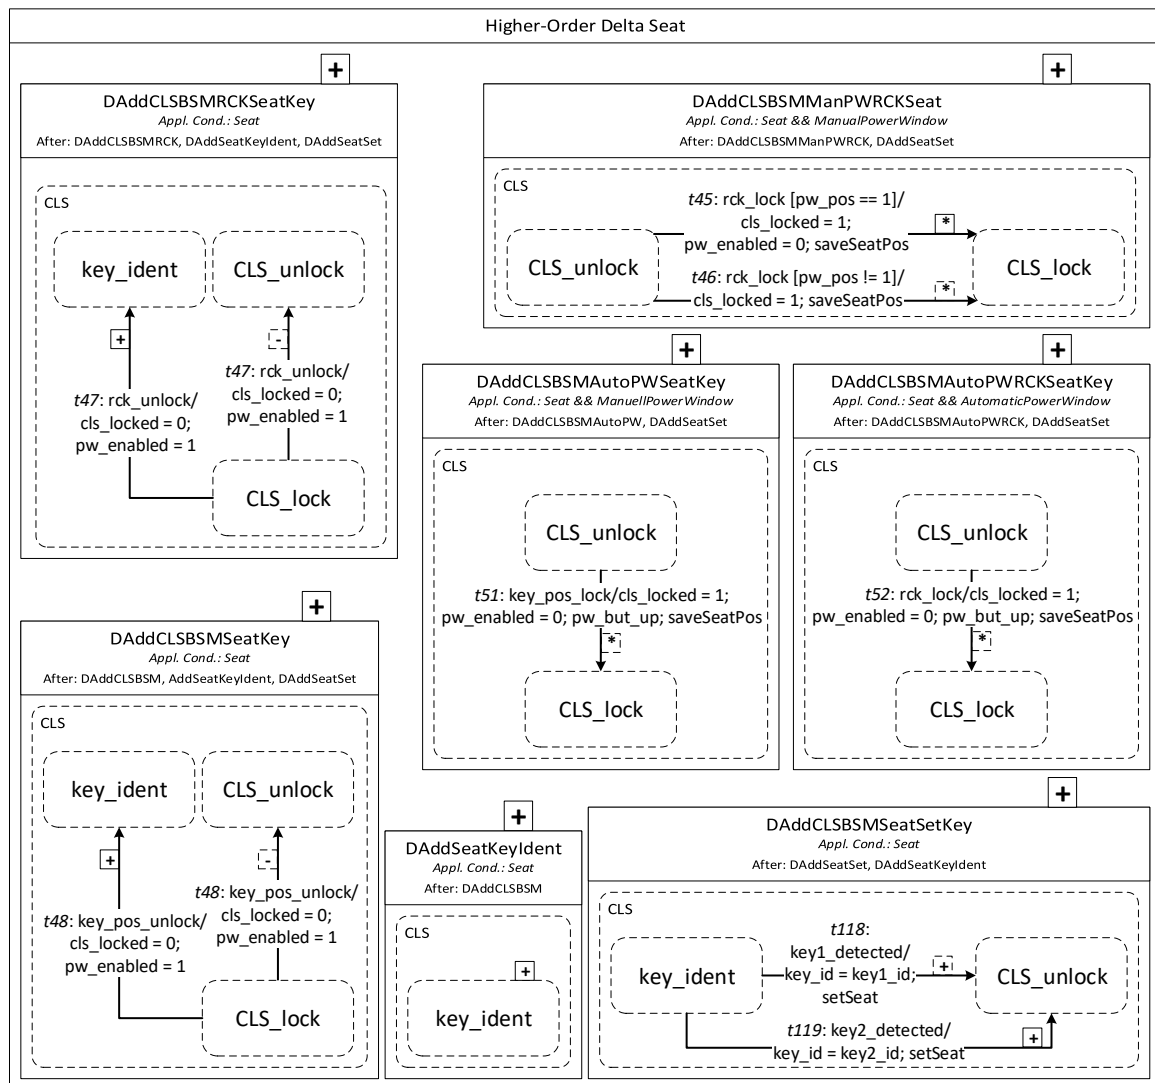 Higher-Order Delta Seat
+
DAddCLSBSMRCKSeatKey
Appl. Cond.: Seat
After: DAddCLSBSMRCK, DAddSeatKeyIdent, DAddSeatSet
CLS
key_ident
CLS_unlock
+
-
t47: rck_unlock/
cls_locked = 0;
pw_enabled = 1
t47: rck_unlock/
cls_locked = 0;
pw_enabled = 1
CLS_lock
+
DAddCLSBSMManPWRCKSeat
Appl. Cond.: Seat && ManualPowerWindow
After: DAddCLSBSMManPWRCK, DAddSeatSet
CLS
t45: rck_lock [pw_pos == 1]/
cls_locked = 1;
pw_enabled = 0; saveSeatPos
*
CLS_unlock
CLS_lock
t46: rck_lock [pw_pos != 1]/
cls_locked = 1; saveSeatPos
*
+
DAddCLSBSMAutoPWSeatKey
Appl. Cond.: Seat && ManuellPowerWindow
After: DAddCLSBSMAutoPW, DAddSeatSet
CLS
CLS_unlock
t51: key_pos_lock/cls_locked = 1;
pw_enabled = 0; pw_but_up; saveSeatPos
*
CLS_lock
+
DAddCLSBSMAutoPWRCKSeatKey
Appl. Cond.: Seat && AutomaticPowerWindow
After: DAddCLSBSMAutoPWRCK, DAddSeatSet
CLS
CLS_unlock
t52: rck_lock/cls_locked = 1;
pw_enabled = 0; pw_but_up; saveSeatPos
*
CLS_lock
+
DAddCLSBSMSeatKey
Appl. Cond.: Seat
After: DAddCLSBSM, AddSeatKeyIdent, DAddSeatSet
CLS
key_ident
CLS_unlock
+
-
t48: key_pos_unlock/
cls_locked = 0;
pw_enabled = 1
t48: key_pos_unlock/
cls_locked = 0;
pw_enabled = 1
CLS_lock
+
DAddSeatKeyIdent
Appl. Cond.: Seat
After: DAddCLSBSM
CLS
+
key_ident
+
DAddCLSBSMSeatSetKey
Appl. Cond.: Seat
After: DAddSeatSet, DAddSeatKeyIdent
CLS
t118:
key1_detected/
key_id = key1_id;
setSeat
+
key_ident
CLS_unlock
t119: key2_detected/
key_id = key2_id; setSeat
+